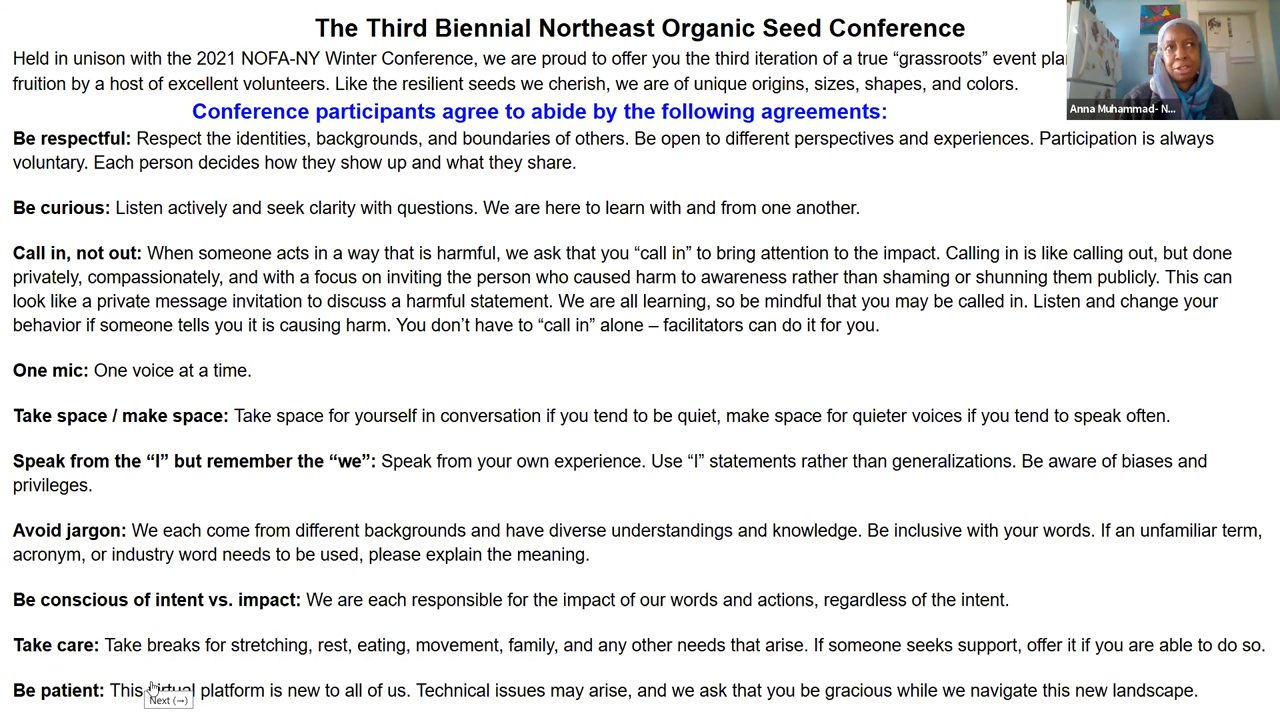 The Third Biennial Northeast Organic Seed Conference
Held in unison with the 2021 NOFA-NY Winter Conference, we are proud to offer you the third iteration of a true “grassroots” event
fruition by a host of excellent volunteers. Like the resilient seeds we cherish, we are of unique origins, sizes, shapes, and colors.
Anna Muhammad- N...
Conference participants agree to abide by the following agreements:
Be respectful: Respect the identities, backgrounds, and boundaries of others. Be open to different perspectives and experiences. Participation is always
voluntary. Each person decides how they show up and what they share.
Be curious: Listen actively and seek clarity with questions. We are here to learn with and from one another.
Call in, not out: When someone acts in a way that is harmful, we ask that you “call in” to bring attention to the impact. Calling in is like calling out, but done
privately, compassionately, and with a focus on inviting the person who caused harm to awareness rather than shaming or shunning them publicly. This can
look like a private message invitation to discuss a harmful statement. We are all learning, so be mindful that you may be called in. Listen and change your
behavior if someone tells you it is causing harm. You don’t have to “call in” alone – facilitators can do it for you.
One mic: One voice at a time.
Take space / make space: Take space for yourself in conversation if you tend to be quiet, make space for quieter voices if you tend to speak often.
Speak from the “I” but remember the “we”: Speak from your own experience. Use “I” statements rather than generalizations. Be aware of biases and
privileges.
Avoid jargon: We each come from different backgrounds and have diverse understandings and knowledge. Be inclusive with your words. If an unfamiliar term,
acronym, or industry word needs to be used, please explain the meaning.
Be conscious of intent vs. impact: We are each responsible for the impact of our words and actions, regardless of the intent.
Take care: Take breaks for stretching, rest, eating, movement, family, and any other needs that arise. If someone seeks support, offer it if you are able to do so.
Be patient: This virtual platform is new to all of us. Technical issues may arise, and we ask that you be gracious while we navigate this new landscape.
Next (→)